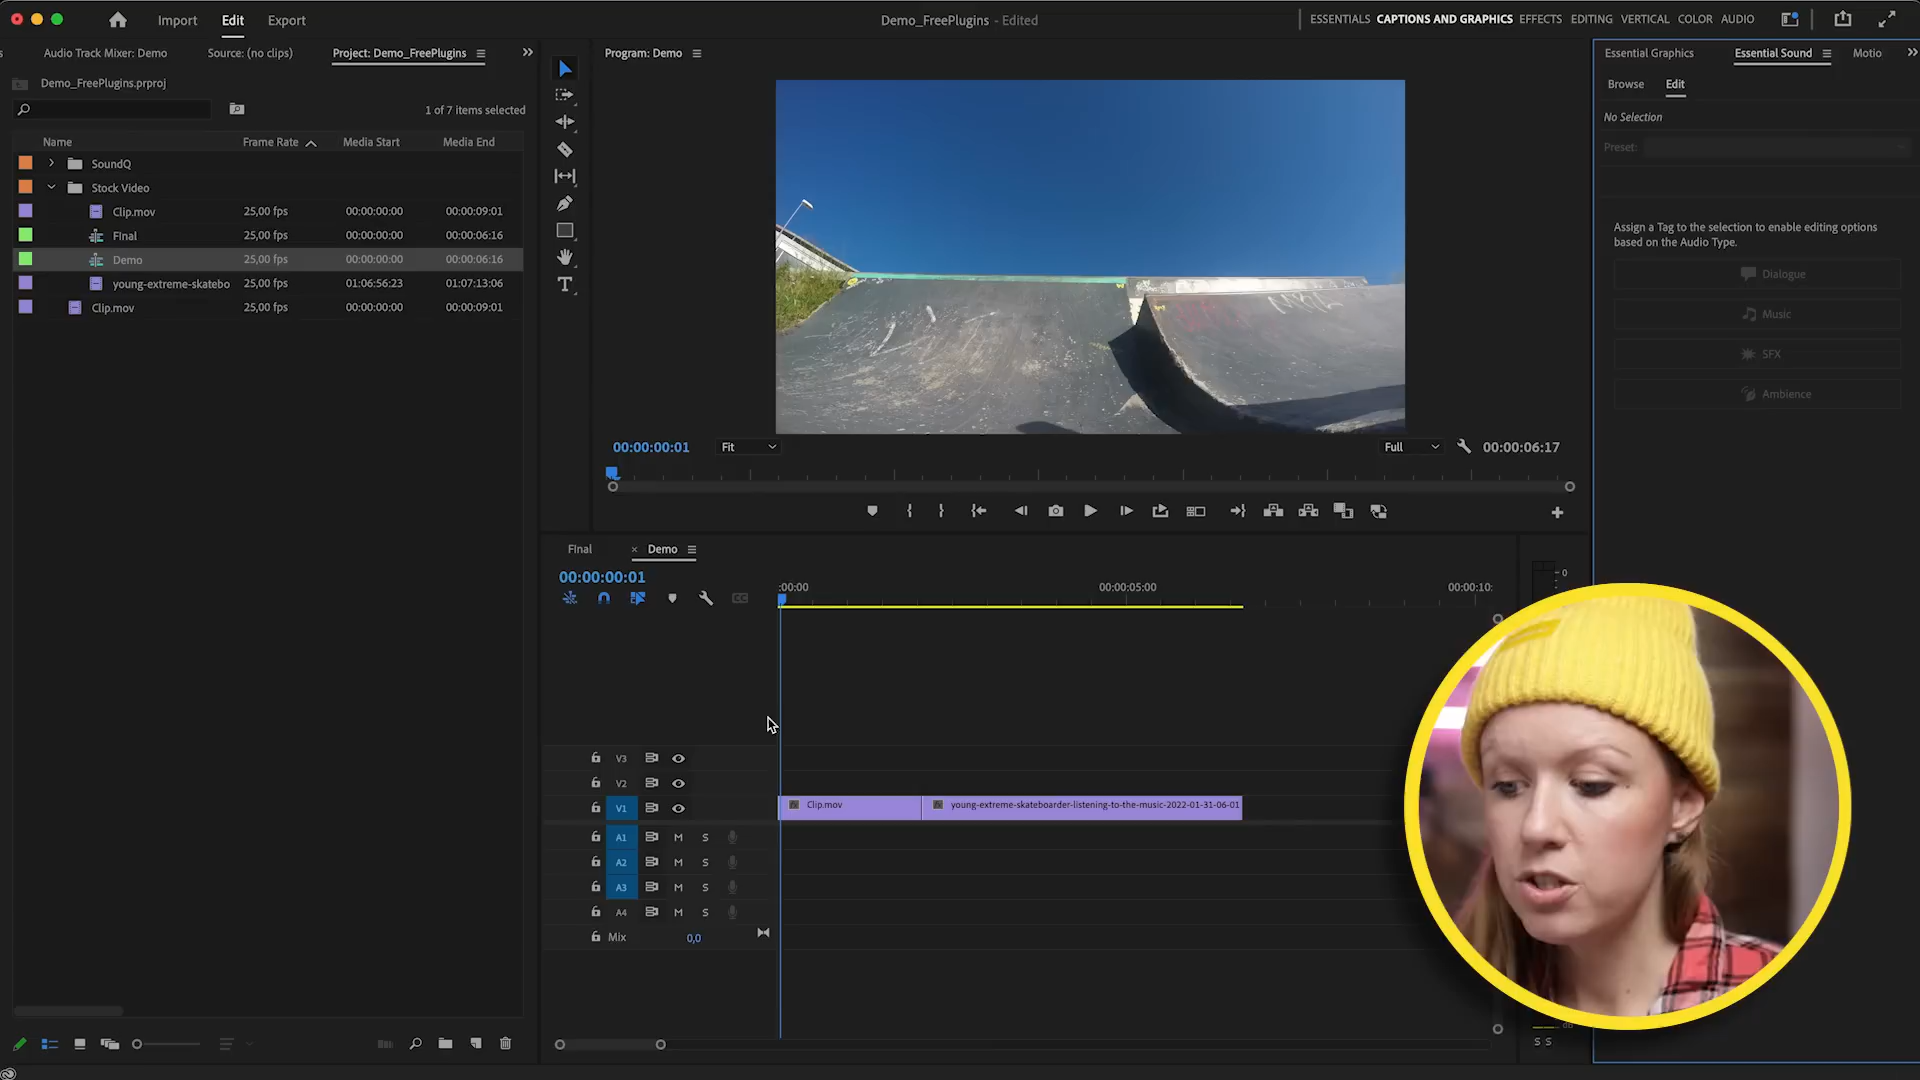 Import Edit Export
Demo_FreePlugins - Edited
ESSENTIALS CAPTIONS AND GRAPHICS EFFECTS EDITING VERTICAL COLOR AUDIO
Audio Track Mixer: Demo Source: (no clips) Project: Demo_FreePlugins
Demo_FreePlugins.prproj
1 of 7 items selected
Name Frame Rate Media Start Media End
SoundQ
Stock Video
Clip.mov 25,00 fps 00:00:00:00 00:00:09:01
FInal 25,00 fps 00:00:00:00 00:00:06:16
Demo 25,00 fps 00:00:00:00 00:00:06:16
young-extreme-skatebo 25,00 fps 01:06:56:23 01:07:13:06
Clip.mov 25,00 fps 00:00:00:00 00:00:09:01
Program: Demo
00:00:00:01 Fit Full 00:00:06:17
Essential Graphics Essential Sound Motio
Browse Edit
No Selection
Preset:
Assign a Tag to the selection to enable editing options
based on the Audio Type.
Dialogue
Music
SFX
Ambience
FInal × Demo
00:00:00:01
:00:00 00:00:05:00 00:00:10:
0
V3
V2
V1 Clip.mov young-extreme-skateboarder-listening-to-the-music-2022-01-31-06-01
A1 M S
A2 M S
A3 M S
A4 M S
Mix 0,0
dB
S S